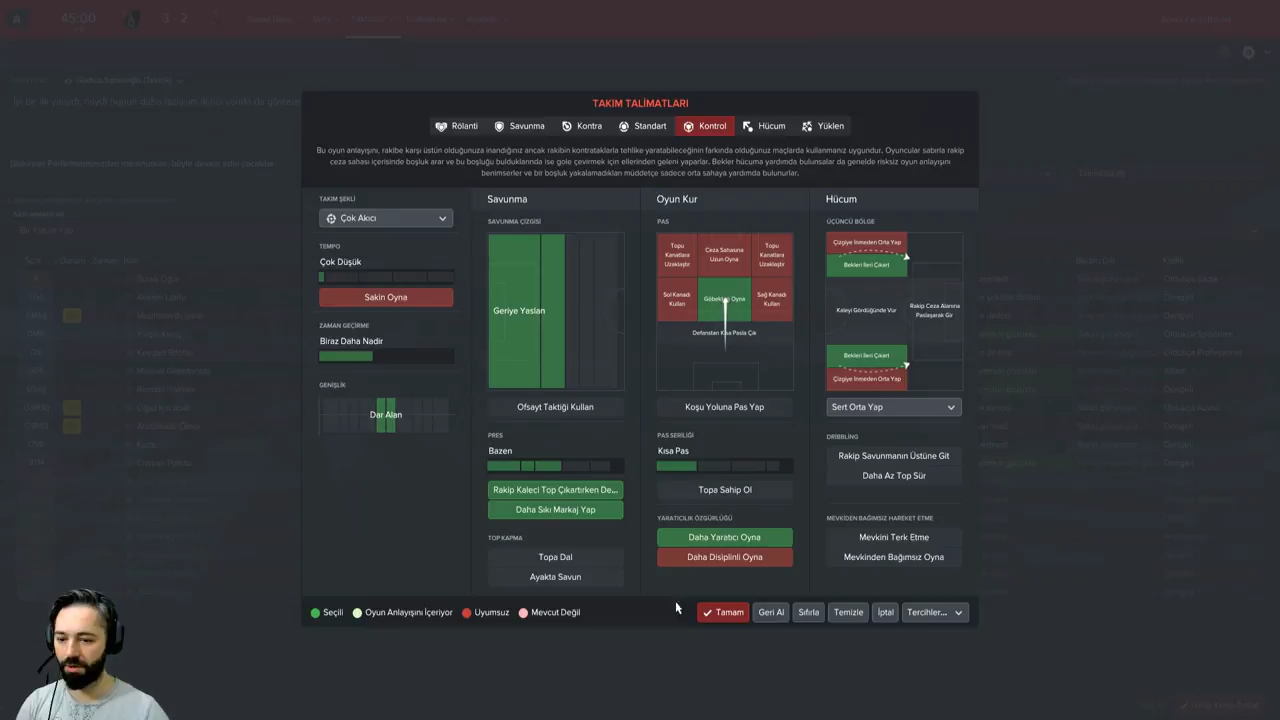 45:00
3 - 2
TAKIM TALİMATLARI
Rölanti
Savunma
Kontra
Standart
Kontrol
Hücum
Yüklen
Bu oyun anlayışını, rakibe karşı üstün olduğunuza inandığınız ancak rakibin kontrataklarla tehlike yaratabileceğinin farkında olduğunuz maçlarda kullanmanız uygundur. Oyuncular sabırla rakip
ceza sahası içerisinde boşluk arar ve bu boşluğu bulduklarında ise gole çevirmek için ellerinden geleni yaparlar. Bekler hücuma yardımda bulunsalar da genelde risksiz oyun anlayışını
benimserler ve bir boşluk yakalamadıkları müddetçe sadece orta sahaya yardımda bulunurlar.
TAKIM ŞEKLİ
Çok Akıcı
TEMPO
Çok Düşük
Sakin Oyna
ZAMAN GEÇİRME
Biraz Daha Nadir
GENİŞLİK
Dar Alan
Savunma
SAVUNMA ÇİZGİSİ
Geriye Yaslan
Ofsayt Taktiği Kullan
PRES
Bazen
Rakip Kaleci Top Çıkartırken De...
Daha Sıkı Markaj Yap
TOP KAPMA
Topa Dal
Ayakta Savun
Oyun Kur
PAS
Topu
Kanatlara
Uzaklaştır
Ceza Sahasına
Uzun Oyna
Topu
Kanatlara
Uzaklaştır
Sol Kanadı
Kullan
Göbekten Oyna
Sağ Kanadı
Kullan
Defanstan Kısa Pasla Çık
Koşu Yoluna Pas Yap
PAS SERİLİĞİ
Kısa Pas
Topa Sahip Ol
YARATICILIK ÖZGÜRLÜĞÜ
Daha Yaratıcı Oyna
Daha Disiplinli Oyna
Hücum
ÜÇÜNCÜ BÖLGE
Çizgiye İnmeden Orta Yap
Bekleri İleri Çıkart
Kaleyi Gördüğünde Vur
Rakip Ceza Alanına
Paslaşarak Gir
Bekleri İleri Çıkart
Çizgiye İnmeden Orta Yap
Sert Orta Yap
DRIBBLING
Rakip Savunmanın Üstüne Git
Daha Az Top Sür
MEVKİDEN BAĞIMSIZ HAREKET ETME
Mevkini Terk Etme
Mevkinden Bağımsız Oyna
Seçili
Oyun Anlayışını İçeriyor
Uyumsuz
Mevcut Değil
Tamam
Geri Al
Sıfırla
Temizle
İptal
Tercihler...